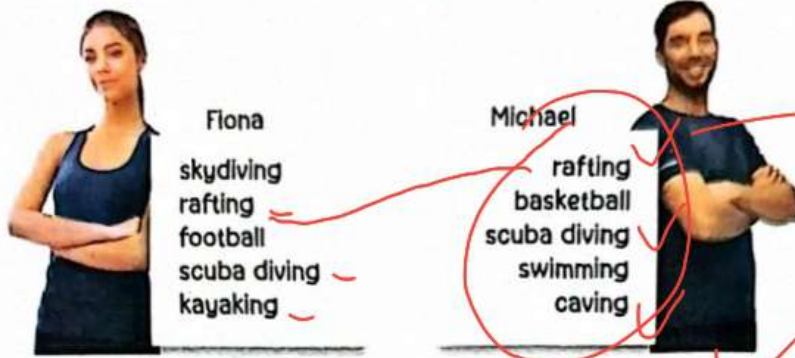 Fiona
skydiving
rafting
football
scuba diving
kayaking
Michael
rafting
basketball
scuba diving
swimming
caving